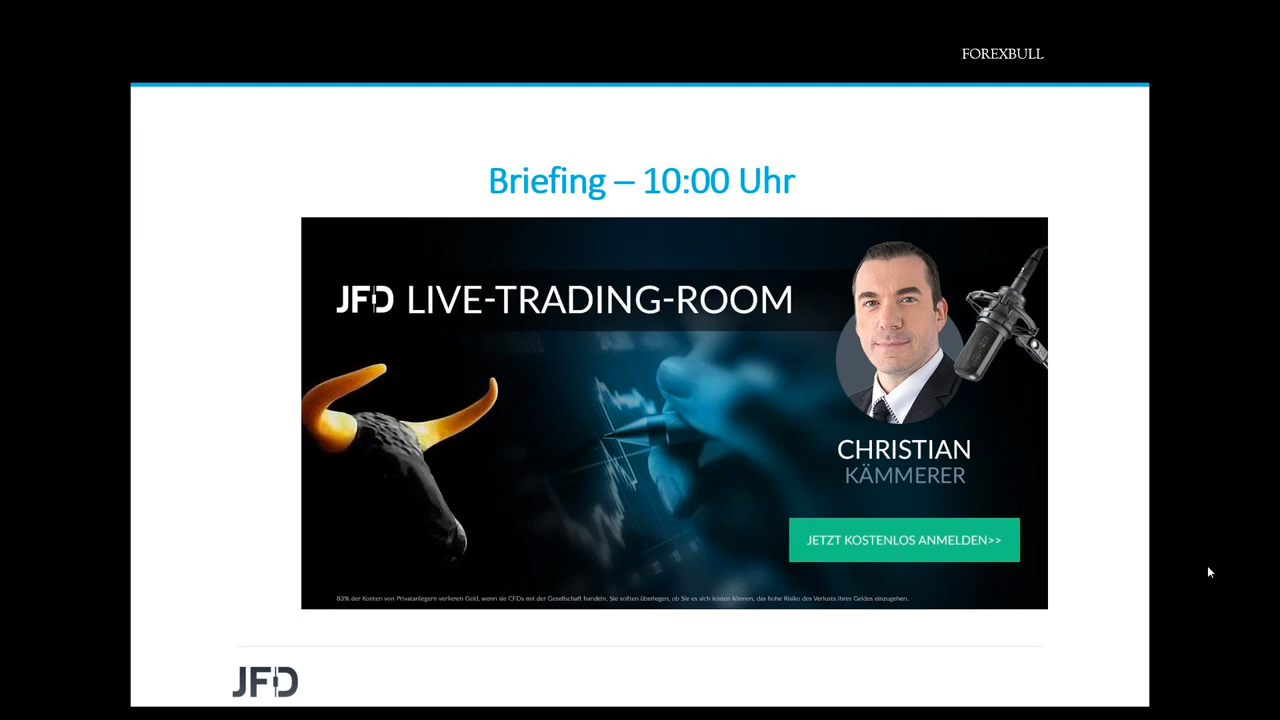 FOREXBULL
Briefing – 10:00 Uhr
JFD LIVE-TRADING-ROOM
CHRISTIAN
KÄMMERER
JETZT KOSTENLOS ANMELDEN>>
83% der Konten von Privatanlegern verlieren Geld, wenn sie CFDs mit der Gesellschaft handeln. Sie sollten überlegen, ob Sie es sich leisten können, das hohe Risiko des Verlusts Ihres Geldes einzugehen.
JFD